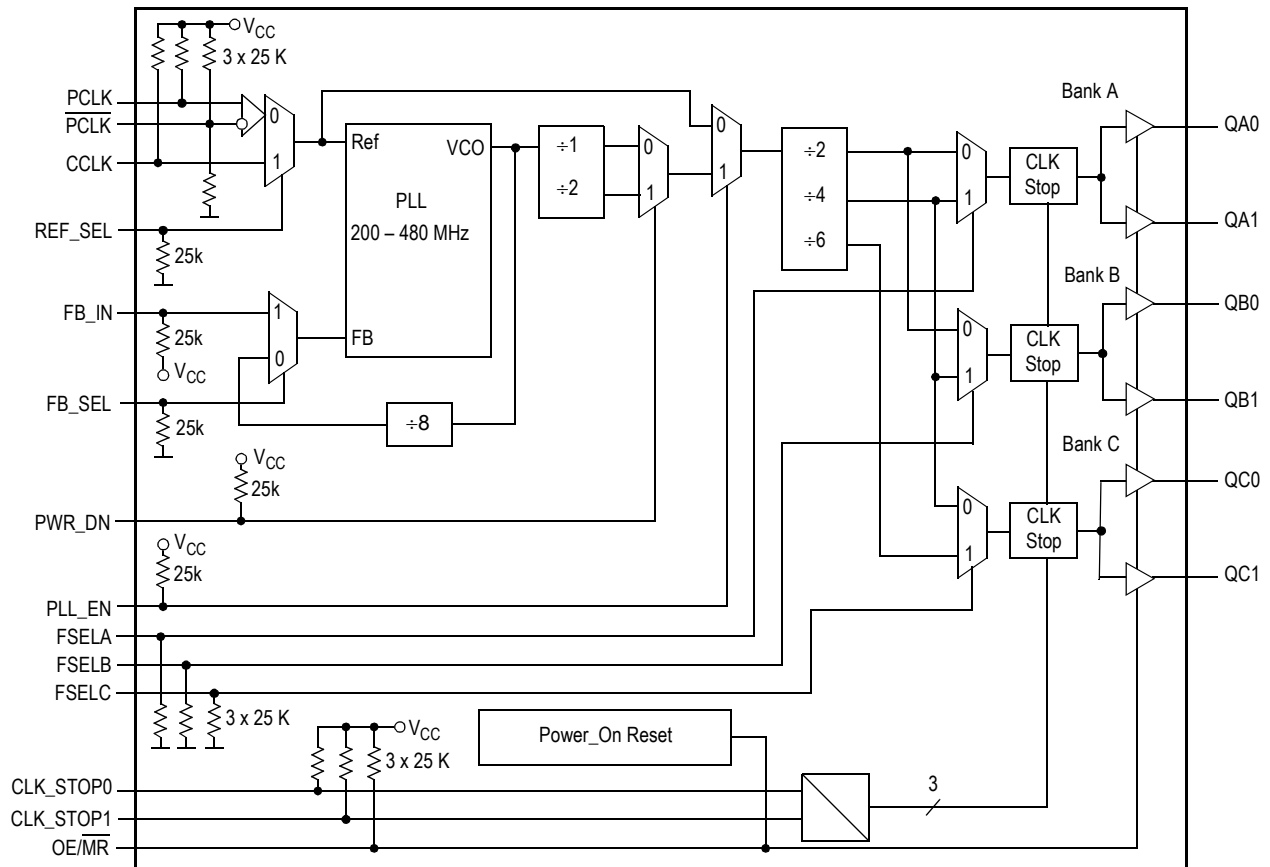 VCC
3 x 25 K
PCLK
PCLK
CCLK
0
1
REF_SEL
25k
FB_IN
25k
VCC
FB_SEL
25k
1
0
Ref
VCO
PLL
200 – 480 MHz
FB
÷8
÷1
÷2
0
1
0
1
÷2
÷4
÷6
0
1
CLK
Stop
Bank A
QA0
QA1
0
1
CLK
Stop
Bank B
QB0
QB1
0
1
CLK
Stop
Bank C
QC0
QC1
VCC
25k
PWR_DN
VCC
25k
PLL_EN
FSELA
FSELB
FSELC
3 x 25 K
VCC
3 x 25 K
Power_On Reset
CLK_STOP0
CLK_STOP1
OE/MR
3